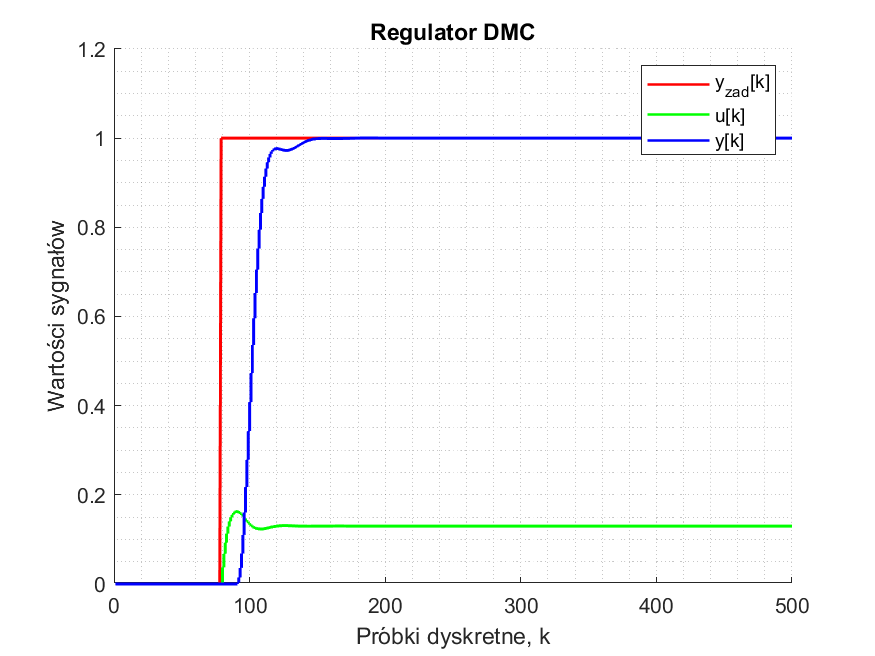 Regulator DMC
y_zad[k]
u[k]
y[k]
Wartości sygnałów
1.2
1
0.8
0.6
0.4
0.2
0
0 100 200 300 400 500
Próbki dyskretne, k